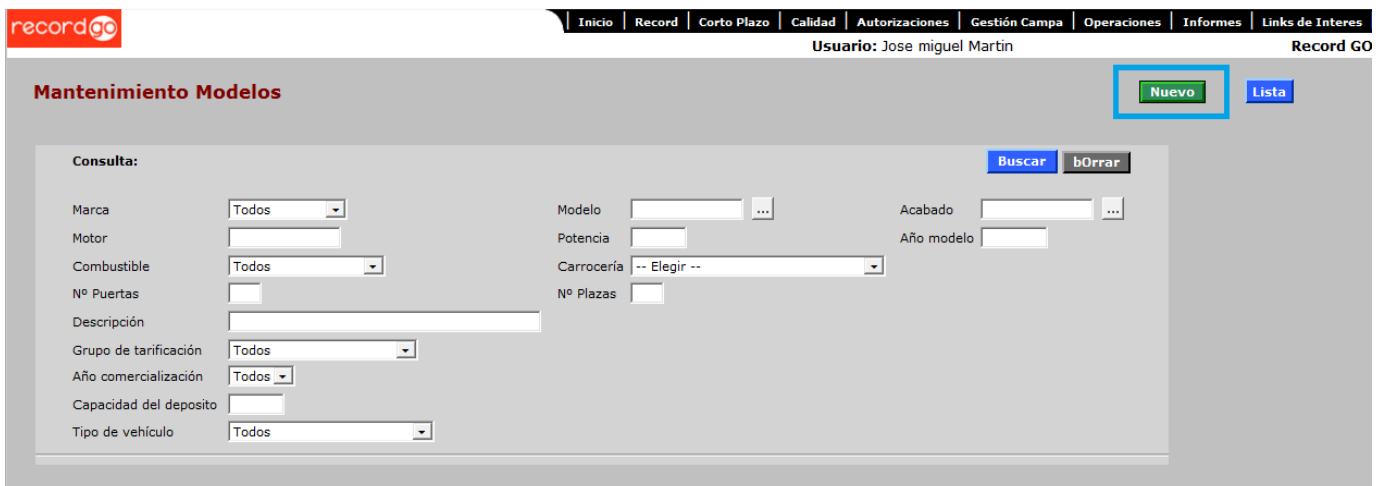 recordgo
Inicio | Record | Corto Plazo | Calidad | Autorizaciones | Gestión Campa | Operaciones | Informes | Links de Interes
Usuario: Jose miguel Martin Record GO
Mantenimiento Modelos Nuevo Lista
Consulta: Buscar bOrrar
Marca Todos Modelo ... Acabado ...
Motor Potencia Año modelo
Combustible Todos Carrocería -- Elegir --
Nº Puertas Nº Plazas
Descripción
Grupo de tarificación Todos
Año comercialización Todos
Capacidad del deposito
Tipo de vehículo Todos